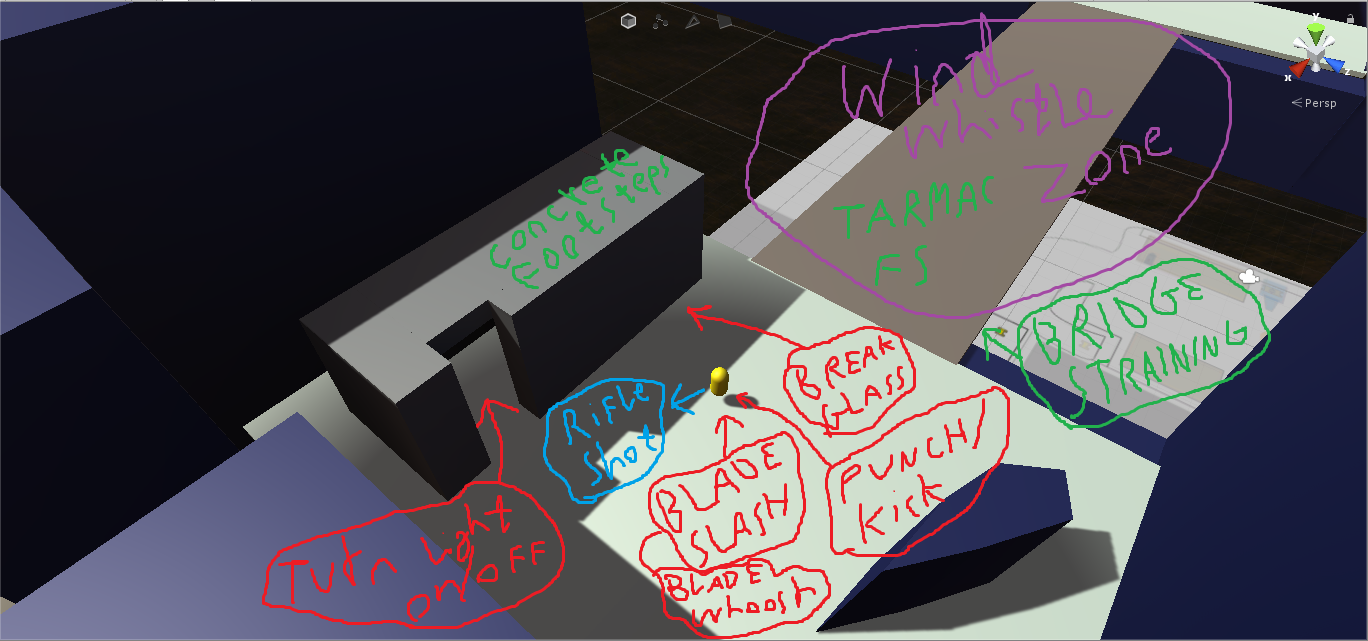 Wind
whistle
zone
Persp
x
y
z
concrete
Footsteps
TARMAC
FS
BRIDGE
STRAINING
BREAK
GLASS
Rifle
shot
PUNCH/
Kick
BLADE
SLASH
BLADE
whoosh
Turn light
on OFF